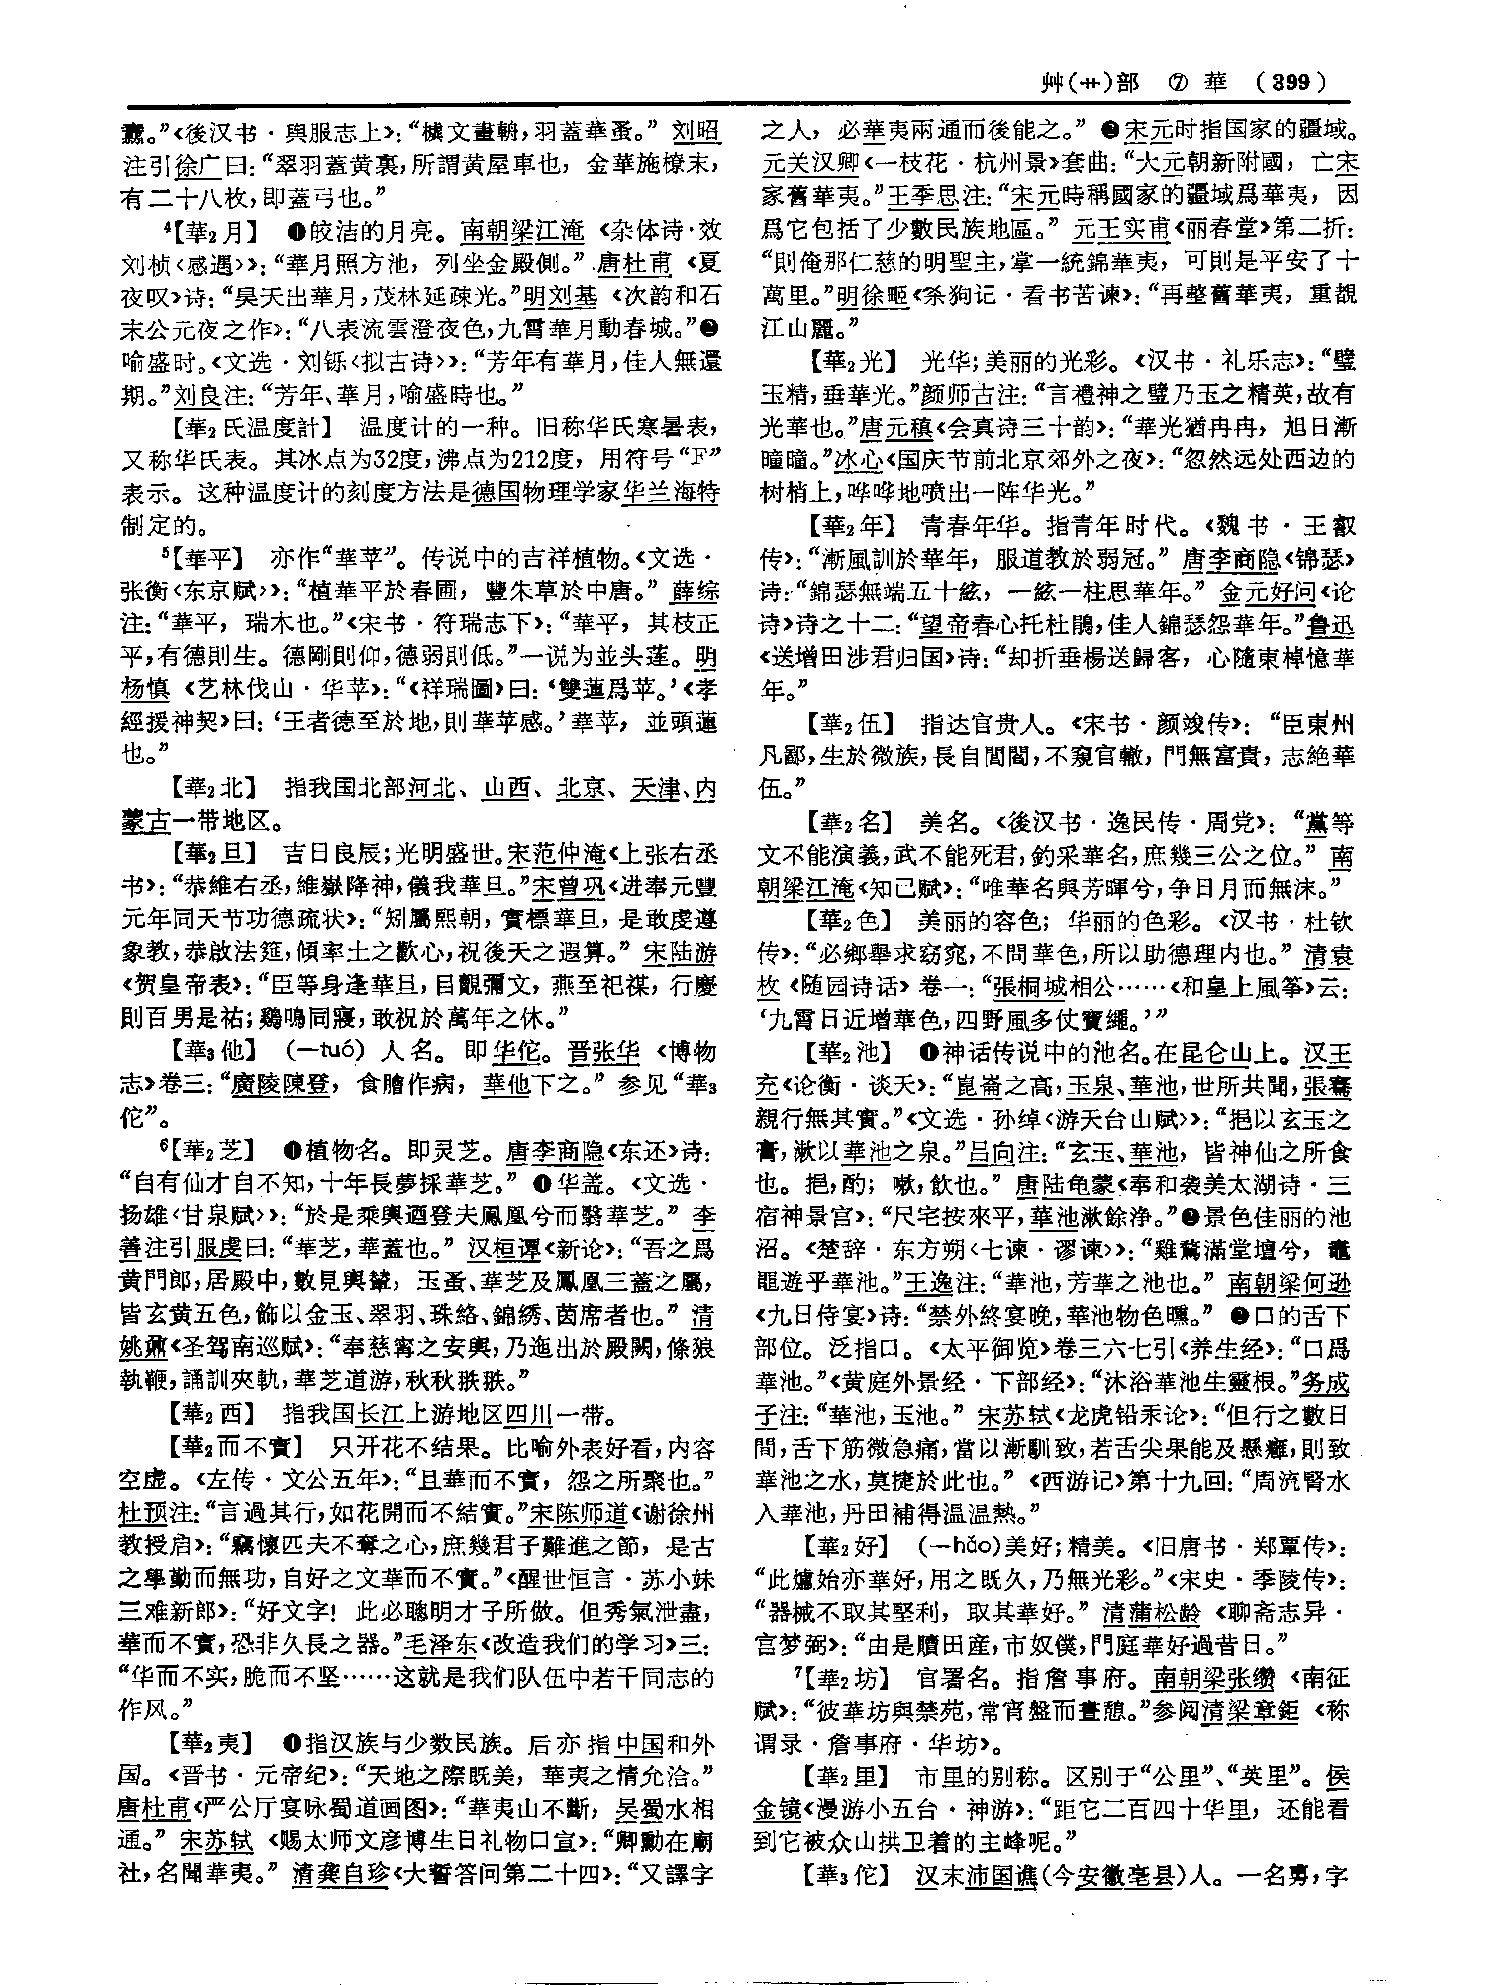 艸(艹)部 ⑦ 華 (399)
纛。”《後汉书·舆服志上》：“樻文畫輈，羽蓋華蚤。” 刘昭
注引徐广曰：“翠羽蓋黄裏，所謂黄屋車也，金華施橑末，
有二十八枚，即蓋弓也。”
⁴【華₂月】 ❶皎洁的月亮。南朝梁江淹《杂体诗·效
刘桢〈感遇〉》：“華月照方池，列坐金殿側。”唐杜甫《夏
夜叹》诗：“昊天出華月，茂林延疎光。”明刘基《次韵和石
末公元夜之作》：“八表流雲澄夜色，九霄華月動春城。”❷
喻盛时。《文选·刘铄〈拟古诗〉》：“芳年有華月，佳人無還
期。”刘良注：“芳年、華月，喻盛時也。”
【華₂氏温度計】 温度计的一种。旧称华氏寒暑表，
又称华氏表。其冰点为32度，沸点为212度，用符号“F”
表示。这种温度计的刻度方法是德国物理学家华兰海特
制定的。
⁵【華平】 亦作“華苹”。传说中的吉祥植物。《文选·
张衡〈东京赋〉》：“植華平於春圃，豐朱草於中唐。” 薛综
注：“華平，瑞木也。”《宋书·符瑞志下》：“華平，其枝正
平，有德則生。德剛則仰，德弱則低。”一说为並头莲。明
杨慎《艺林伐山·华苹》：“《祥瑞圖》曰：‘雙蓮爲苹。’《孝
經援神契》曰：‘王者德至於地，則華苹感。’華苹，並頭蓮
也。”
【華₂北】 指我国北部河北、山西、北京、天津、内
蒙古一带地区。
【華₂旦】 吉日良辰；光明盛世。宋范仲淹《上张右丞
书》：“恭維右丞，維嶽降神，儀我華旦。”宋曾巩《进奉元豐
元年同天节功德疏状》：“矧屬熙朝，實標華旦，是敢虔遵
象教，恭啟法筵，傾率土之歡心，祝後天之遐算。” 宋陆游
《贺皇帝表》：“臣等身逢華旦，目覩彌文，燕至祀禖，行慶
則百男是祐；鷄鳴同寢，敢祝於萬年之休。”
【華₃他】 (—tuó) 人名。即华佗。晋张华《博物
志》卷三：“廣陵陳登，食膾作病，華他下之。” 参见“華₃
佗”。
⁶【華₂芝】 ❶植物名。即灵芝。唐李商隐《东还》诗：
“自有仙才自不知，十年長夢採華芝。” ❶华盖。《文选·
扬雄〈甘泉赋〉》：“於是乘輿迺登夫鳳凰兮而翳華芝。” 李
善注引服虔曰：“華芝，華蓋也。” 汉桓谭《新论》：“吾之爲
黄門郎，居殿中，數見輿輦，玉蚤、華芝及鳳凰三蓋之屬，
皆玄黄五色，飾以金玉、翠羽、珠絡、錦綉、茵席者也。” 清
姚鼐《圣驾南巡赋》：“奉慈寧之安輿，乃迤出於殿闕，條狼
執鞭，誦訓夾軌，華芝道游，秋秋趺趺。”
【華₂西】 指我国长江上游地区四川一带。
【華₂而不實】 只开花不结果。比喻外表好看，内容
空虚。《左传·文公五年》：“且華而不實，怨之所聚也。”
杜预注：“言過其行，如花開而不結實。”宋陈师道《谢徐州
教授启》：“竊懷匹夫不奪之心，庶幾君子難進之節，是古
之學勤而無功，自好之文華而不實。”《醒世恒言·苏小妹
三难新郎》：“好文字！此必聰明才子所做。但秀氣泄盡，
華而不實，恐非久長之器。”毛泽东《改造我们的学习》三：
“华而不实，脆而不坚……这就是我们队伍中若干同志的
作风。”
【華₂夷】 ❶指汉族与少数民族。后亦指中国和外
国。《晋书·元帝纪》：“天地之際既美，華夷之情允洽。”
唐杜甫《严公厅宴咏蜀道画图》：“華夷山不斷，吴蜀水相
通。” 宋苏轼《赐太师文彦博生日礼物口宣》：“卿勳在廟
社，名聞華夷。” 清龚自珍《大誓答问第二十四》：“又譯字
之人，必華夷兩通而後能之。” ❷宋元时指国家的疆域。
元关汉卿《一枝花·杭州景》套曲：“大元朝新附國，亡宋
家舊華夷。”王季思注：“宋元時稱國家的疆域爲華夷，因
爲它包括了少數民族地區。” 元王实甫《丽春堂》第二折：
“則俺那仁慈的明聖主，掌一統錦華夷，可則是平安了十
萬里。”明徐𤱻《杀狗记·看书苦谏》：“再整舊華夷，重覩
江山麗。”
【華₂光】 光华；美丽的光彩。《汉书·礼乐志》：“璧
玉精，垂華光。”颜师古注：“言禮神之璧乃玉之精英，故有
光華也。”唐元稹《会真诗三十韵》：“華光猶冉冉，旭日漸
曈曈。”冰心《国庆节前北京郊外之夜》：“忽然远处西边的
树梢上，哗哗地喷出一阵华光。”
【華₂年】 青春年华。指青年时代。《魏书·王叡
传》：“漸風訓於華年，服道教於弱冠。” 唐李商隐《锦瑟》
诗：“錦瑟無端五十絃，一絃一柱思華年。” 金元好问《论
诗》诗之十二：“望帝春心托杜鵑，佳人錦瑟怨華年。”鲁迅
《送增田涉君归国》诗：“却折垂楊送歸客，心隨東棹憶華
年。”
【華₂伍】 指达官贵人。《宋书·颜竣传》：“臣東州
凡鄙，生於微族，長自閭閻，不窺官轍，門無富貴，志絶華
伍。”
【華₂名】 美名。《後汉书·逸民传·周党》：“黨等
文不能演義，武不能死君，釣采華名，庶幾三公之位。” 南
朝梁江淹《知己赋》：“唯華名與芳暉兮，争日月而無沬。”
【華₂色】 美丽的容色；华丽的色彩。《汉书·杜钦
传》：“必鄉舉求窈窕，不問華色，所以助德理内也。” 清袁
枚《随园诗话》卷一：“張桐城相公……《和皇上風筝》云：
‘九霄日近增華色，四野風多仗寶繩。’”
【華₂池】 ❶神话传说中的池名。在昆仑山上。汉王
充《论衡·谈天》：“崑崙之高，玉泉、華池，世所共聞，張騫
親行無其實。”《文选·孙绰〈游天台山赋〉》：“挹以玄玉之
膏，漱以華池之泉。”吕向注：“玄玉、華池，皆神仙之所食
也。挹，酌；嗽，飲也。” 唐陆龟蒙《奉和袭美太湖诗·三
宿神景宫》：“尺宅按來平，華池漱餘浄。”❷景色佳丽的池
沼。《楚辞·东方朔〈七谏·谬谏〉》：“雞鶩滿堂壇兮，鼃
黽遊乎華池。”王逸注：“華池，芳華之池也。” 南朝梁何逊
《九日侍宴》诗：“禁外終宴晚，華池物色曛。” ❸口的舌下
部位。泛指口。《太平御览》卷三六七引《养生经》：“口爲
華池。”《黄庭外景经·下部经》：“沐浴華池生靈根。”务成
子注：“華池，玉池。” 宋苏轼《龙虎铅汞论》：“但行之數日
間，舌下筋微急痛，當以漸馴致，若舌尖果能及懸癰，則致
華池之水，莫捷於此也。”《西游记》第十九回：“周流腎水
入華池，丹田補得温温熱。”
【華₂好】 (—hǎo)美好；精美。《旧唐书·郑覃传》：
“此爐始亦華好，用之既久，乃無光彩。”《宋史·季陵传》：
“器械不取其堅利，取其華好。” 清蒲松龄《聊斋志异·
宫梦弼》：“由是贖田産，市奴僕，門庭華好過昔日。”
⁷【華₂坊】 官署名。指詹事府。南朝梁张缵《南征
赋》：“彼華坊與禁苑，常宵盤而晝憩。”参阅清梁章鉅《称
谓录·詹事府·华坊》。
【華₂里】 市里的别称。区别于“公里”、“英里”。侯
金镜《漫游小五台·神游》：“距它二百四十华里，还能看
到它被众山拱卫着的主峰呢。”
【華₃佗】 汉末沛国谯(今安徽亳县)人。一名旉，字